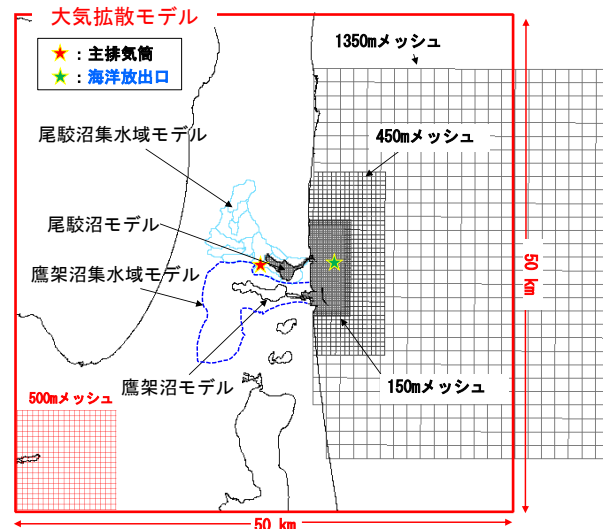 大気拡散モデル
★：主排気筒
★：海洋放出口
1350mメッシュ
450mメッシュ
尾駮沼集水域モデル
尾駮沼モデル
鷹架沼集水域モデル
鷹架沼モデル
150mメッシュ
500mメッシュ
50 km
50 km